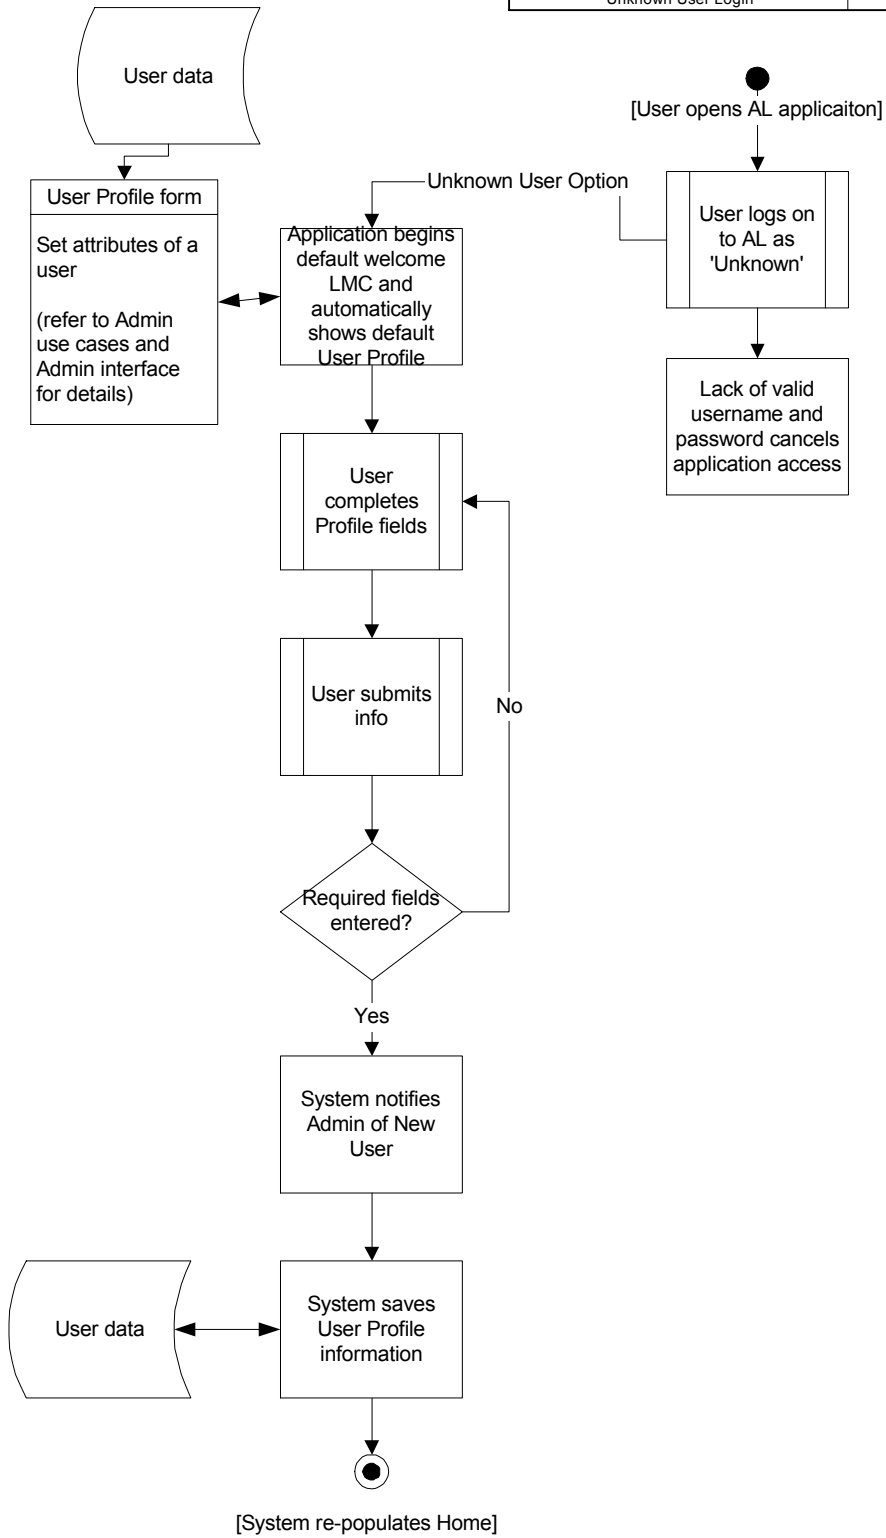 Unknown User Login
User data
[User opens AL applicaiton]
User Profile form
Set attributes of a
user
(refer to Admin
use cases and
Admin interface
for details)
Unknown User Option
Application begins
default welcome
LMC and
automatically
shows default
User Profile
User logs on
to AL as
'Unknown'
Lack of valid
username and
password cancels
application access
User
completes
Profile fields
User submits
info
No
Required fields
entered?
Yes
System notifies
Admin of New
User
User data
System saves
User Profile
information
[System re-populates Home]